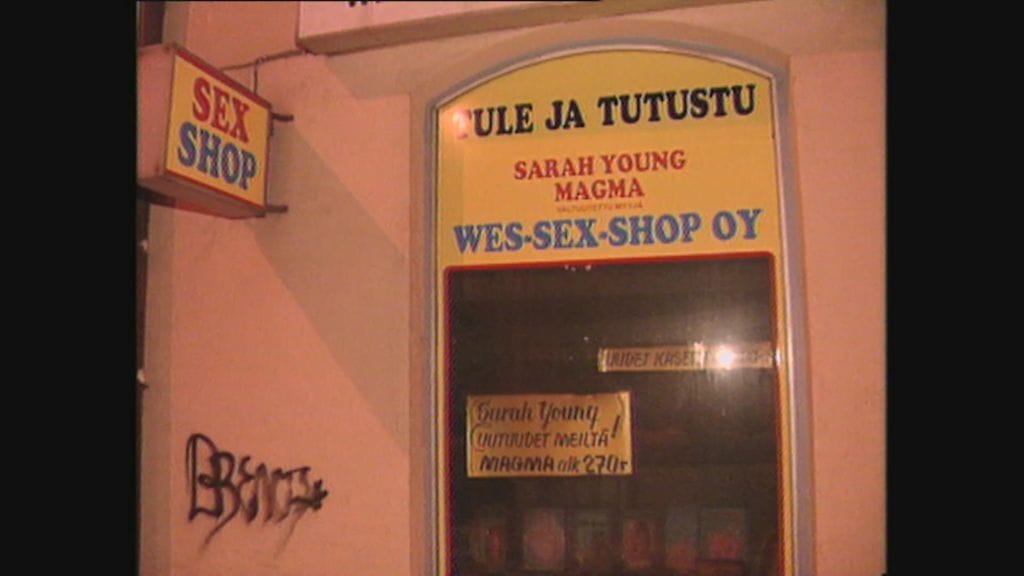 SEX
SHOP
TULE JA TUTUSTU
SARAH YOUNG
MAGMA
WES-SEX-SHOP OY
UUDET
Sarah Young
UUTUUDET MEILTÄ!
MAGMA alk 270,-